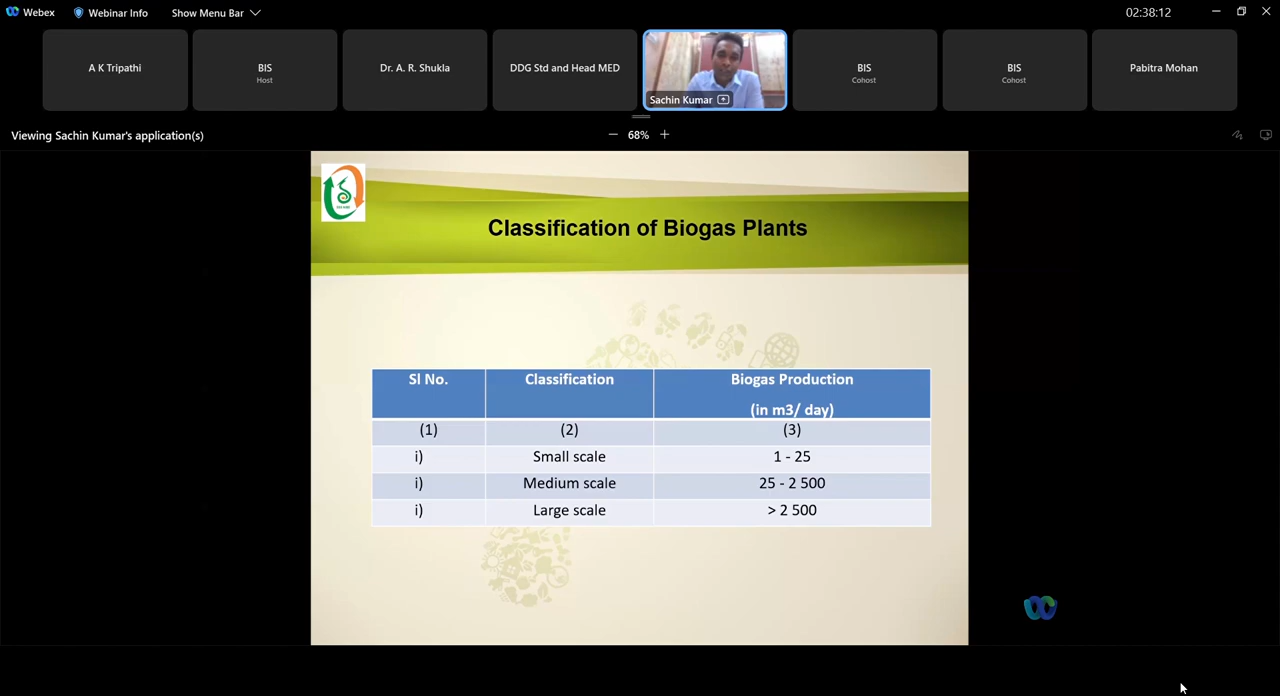 Webex
Webinar Info
Show Menu Bar
02:38:12
A K Tripathi
BIS
Host
Dr. A. R. Shukla
DDG Std and Head MED
Sachin Kumar
BIS
Cohost
BIS
Cohost
Pabitra Mohan
Viewing Sachin Kumar's application(s)
68%
Classification of Biogas Plants
Sl No. Classification Biogas Production
(in m3/ day)
(1) (2) (3)
i) Small scale 1 - 25
i) Medium scale 25 - 2 500
i) Large scale > 2 500